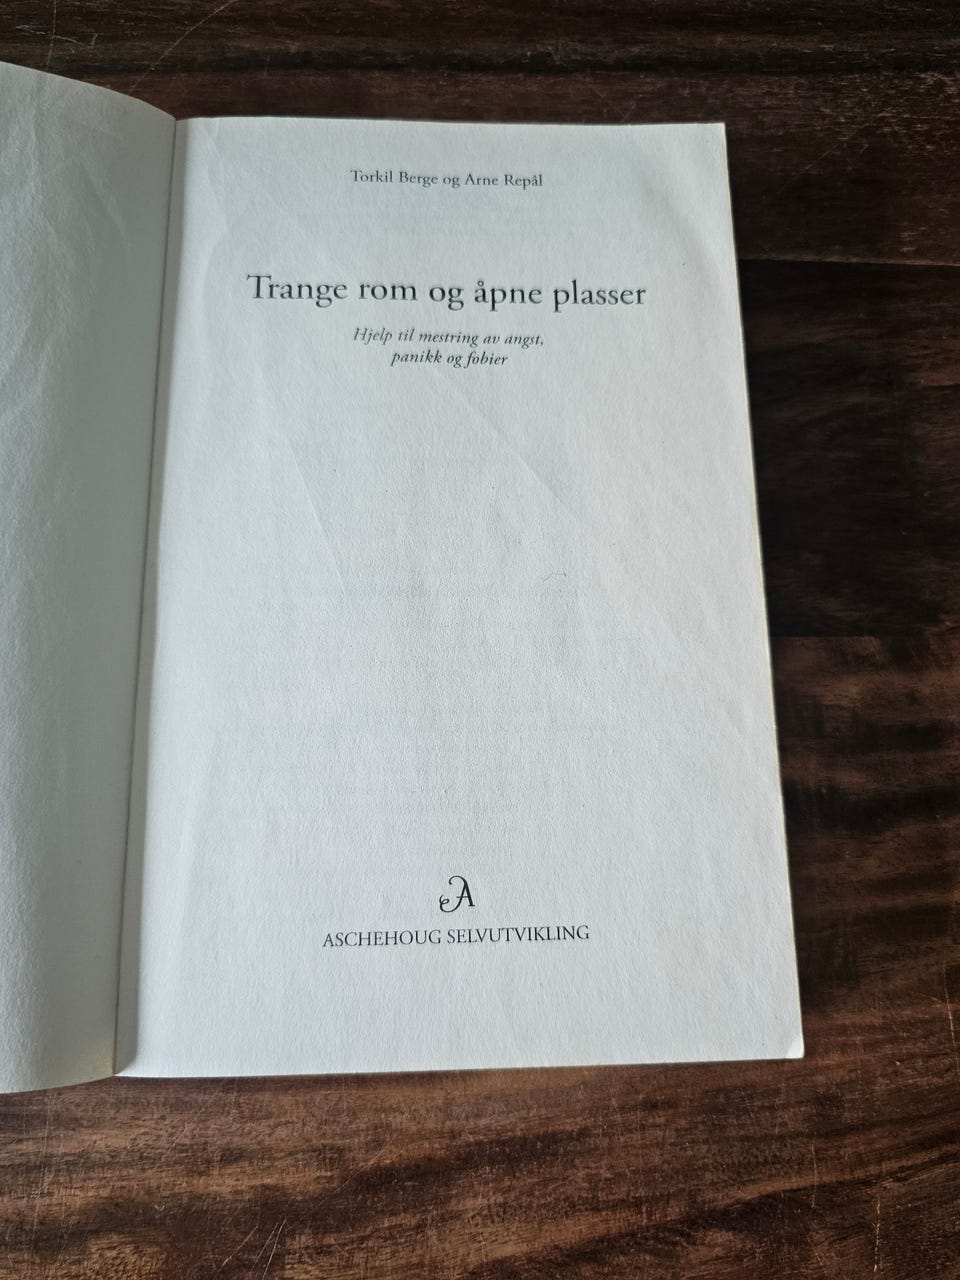 Torkil Berge og Arne Repål
Trange rom og åpne plasser
Hjelp til mestring av angst,
panikk og fobier
A
ASCHEHOUG SELVUTVIKLING